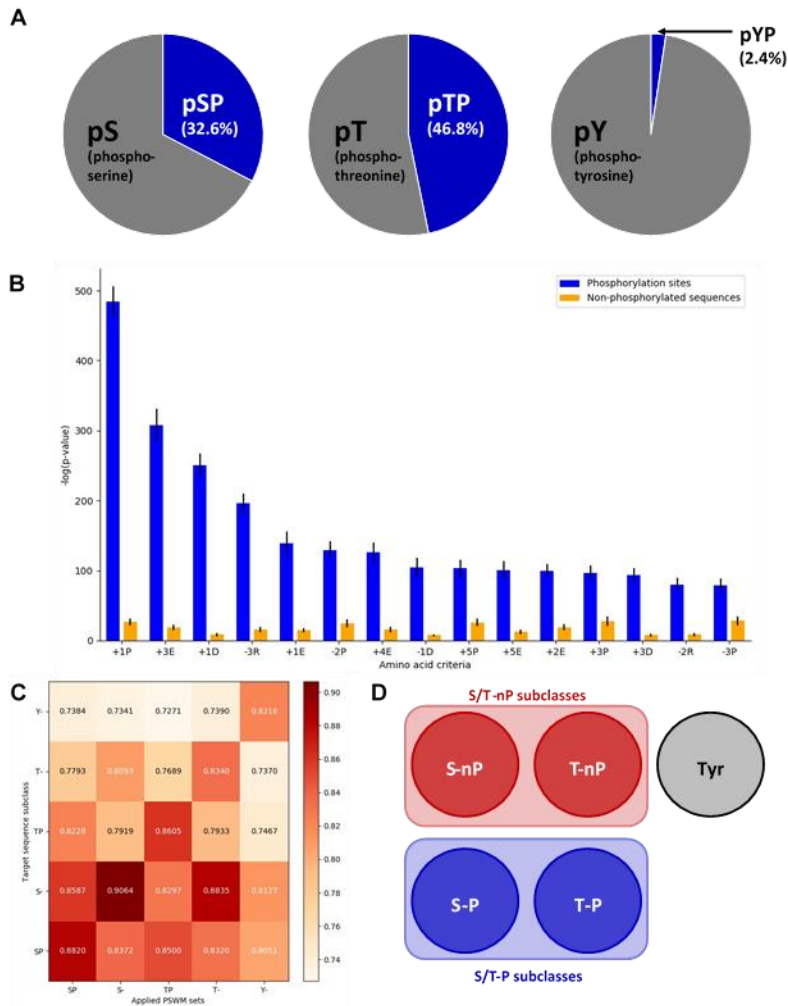 A
pS
(phospho-
serine)
pSP
(32.6%)
pT
(phospho-
threonine)
pTP
(46.8%)
pY
(phospho-
tyrosine)
pYP
(2.4%)
B
Phosphorylation sites
Non-phosphorylated sequences
500
400
300
200
100
0
-log(p-value)
+1P +3E +1D -3R +1E -2P +4E -1D +5P +5E +2E +3P +3D -2R -3P
Amino acid criteria
C
Target sequence subclass
Y- 0.7384 0.7341 0.7271 0.7390 0.8216
T- 0.7793 0.8093 0.7689 0.8340 0.7370
TP 0.8228 0.7919 0.8605 0.7933 0.7467
S- 0.8587 0.9064 0.8297 0.8835 0.8127
SP 0.8820 0.8372 0.8500 0.8320 0.8051
SP S- TP T- Y-
Applied PSWM sets
0.90
0.88
0.86
0.84
0.82
0.80
0.78
0.76
0.74
D
S/T-nP subclasses
S-nP T-nP Tyr
S-P T-P
S/T-P subclasses